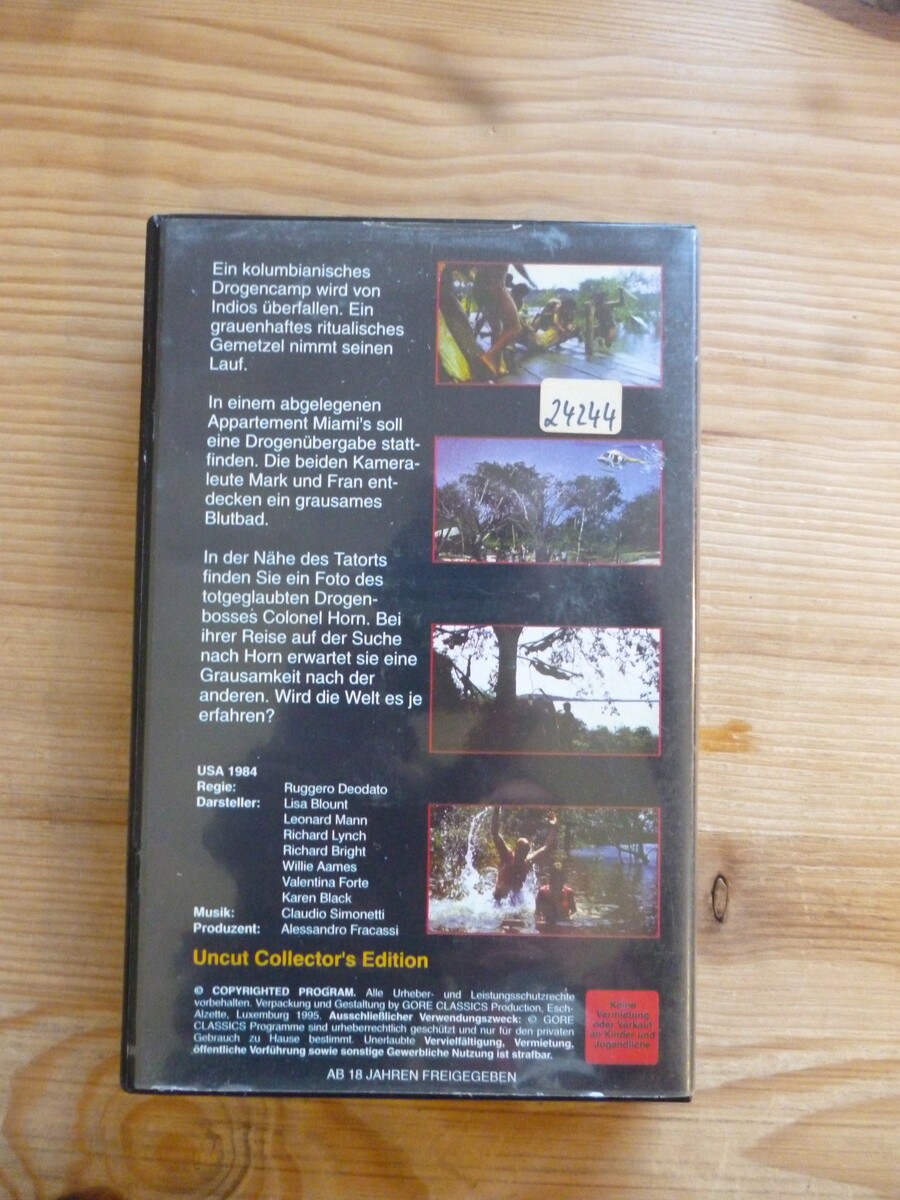 Ein kolumbianisches
Drogencamp wird von
Indios überfallen. Ein
grauenhaftes ritualisches
Gemetzel nimmt seinen
Lauf.
In einem abgelegenen
Appartement Miami's soll
eine Drogenübergabe statt-
finden. Die beiden Kamera-
leute Mark und Fran ent-
decken ein grausames
Blutbad.
In der Nähe des Tatorts
finden Sie ein Foto des
totgeglaubten Drogen-
bosses Colonel Horn. Bei
ihrer Reise auf der Suche
nach Horn erwartet sie eine
Grausamkeit nach der
anderen. Wird die Welt es je
erfahren?
24244
USA 1984
Regie: Ruggero Deodato
Darsteller: Lisa Blount
Leonard Mann
Richard Lynch
Richard Bright
Willie Aames
Valentina Forte
Karen Black
Musik: Claudio Simonetti
Produzent: Alessandro Fracassi
Uncut Collector's Edition
© COPYRIGHTED PROGRAM. Alle Urheber- und Leistungsschutzrechte
vorbehalten. Verpackung und Gestaltung by GORE CLASSICS Production, Esch-
Alzette, Luxemburg 1995. Ausschließlicher Verwendungszweck: © GORE
CLASSICS Programme sind urheberrechtlich geschützt und nur für den privaten
Gebrauch zu Hause bestimmt. Unerlaubte Vervielfältigung, Vermietung,
öffentliche Vorführung sowie sonstige Gewerbliche Nutzung ist strafbar.
Keine
Vermietung
oder Verkauf
an Kinder und
Jugendliche
AB 18 JAHREN FREIGEGEBEN